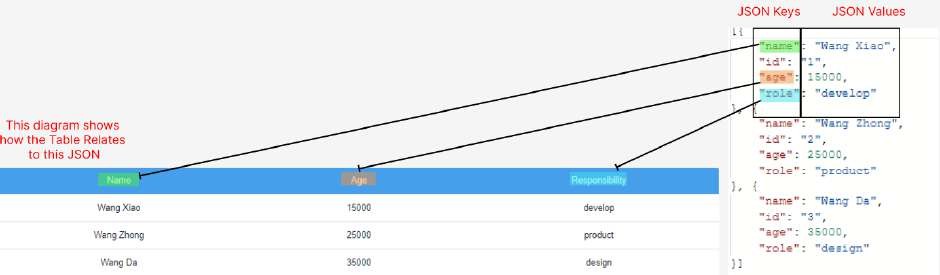 JSON Keys JSON Values
[{
"name": "Wang Xiao",
"id": "1",
"age": 15000,
"role": "develop"
}, {
"name": "Wang Zhong",
"id": "2",
"age": 25000,
"role": "product"
}, {
"name": "Wang Da",
"id": "3",
"age": 35000,
"role": "design"
}]
This diagram shows
how the Table Relates
to this JSON
Name Age Responsibility
Wang Xiao 15000 develop
Wang Zhong 25000 product
Wang Da 35000 design